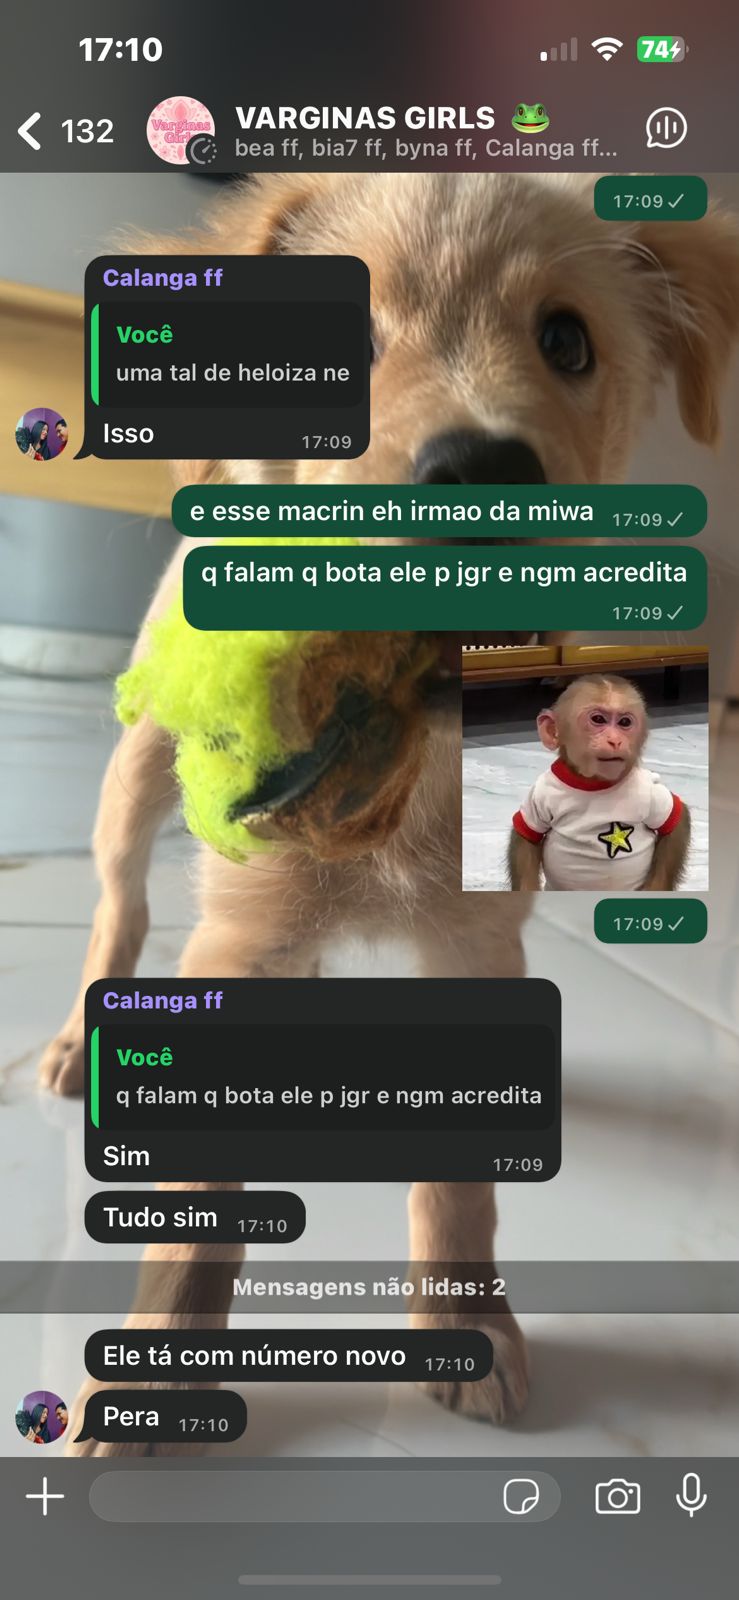 17:10
74
132
Varginas
Girls
VARGINAS GIRLS 🐸
bea ff, bia7 ff, byna ff, Calanga ff...
17:09
Calanga ff
Você
uma tal de heloiza ne
Isso
17:09
e esse macrin eh irmao da miwa
17:09
q falam q bota ele p jgr e ngm acredita
17:09
17:09
Calanga ff
Você
q falam q bota ele p jgr e ngm acredita
Sim
17:09
Tudo sim
17:10
Mensagens não lidas: 2
Ele tá com número novo
17:10
Pera
17:10